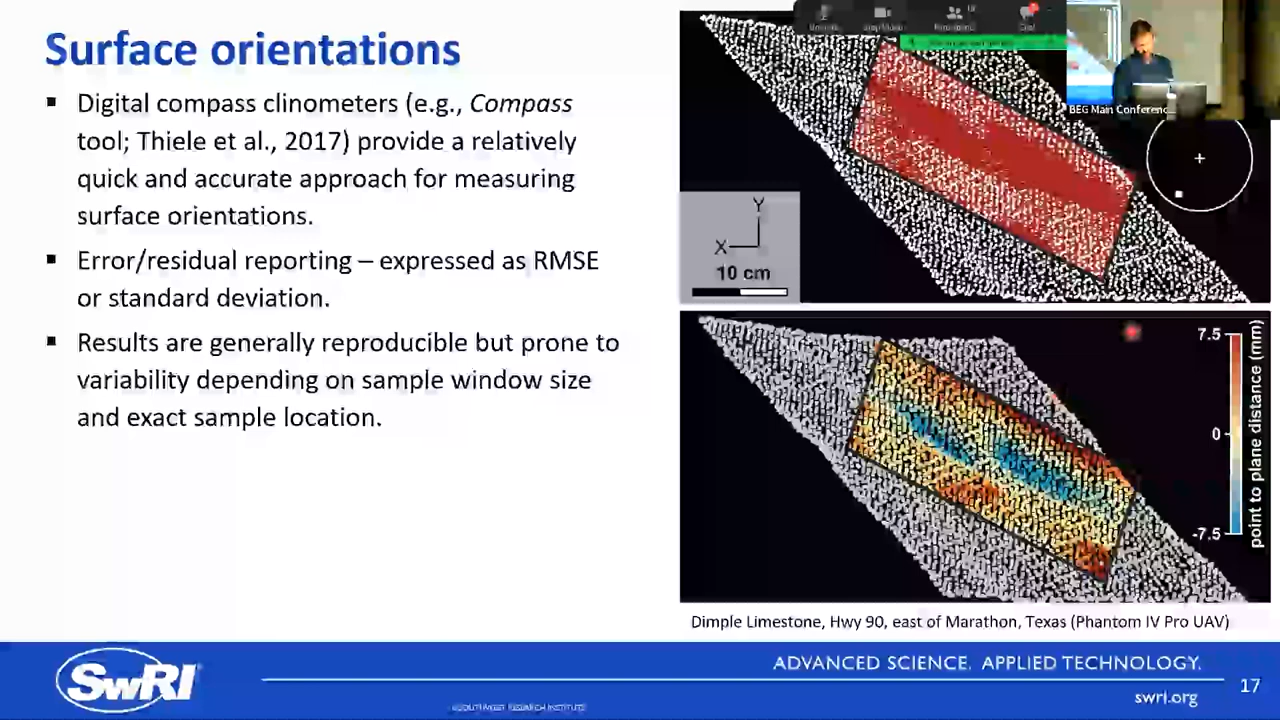 Surface orientations
▪ Digital compass clinometers (e.g., Compass
tool; Thiele et al., 2017) provide a relatively
quick and accurate approach for measuring
surface orientations.
▪ Error/residual reporting – expressed as RMSE
or standard deviation.
▪ Results are generally reproducible but prone to
variability depending on sample window size
and exact sample location.
BEG Main Conferenc...
Y
X
10 cm
7.5
0
-7.5
point to plane distance (mm)
Dimple Limestone, Hwy 90, east of Marathon, Texas (Phantom IV Pro UAV)
SwRI
ADVANCED SCIENCE. APPLIED TECHNOLOGY.
swri.org
17
©SOUTHWEST RESEARCH INSTITUTE